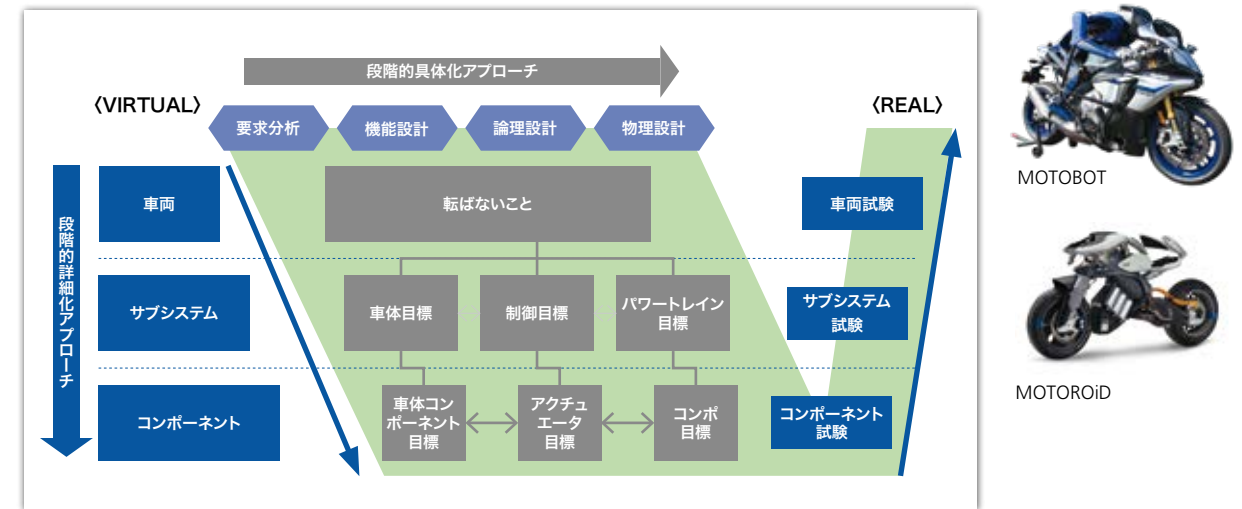 段階的具体化アプローチ
〈VIRTUAL〉
〈REAL〉
要求分析
機能設計
論理設計
物理設計
段階的詳細化アプローチ
車両
転ばないこと
車両試験
サブシステム
車体目標
制御目標
パワートレイン
目標
サブシステム
試験
コンポーネント
車体コン
ポーネント
目標
アクチュ
エータ
目標
コンポ
目標
コンポーネント
試験
MOTOBOT
MOTOROiD